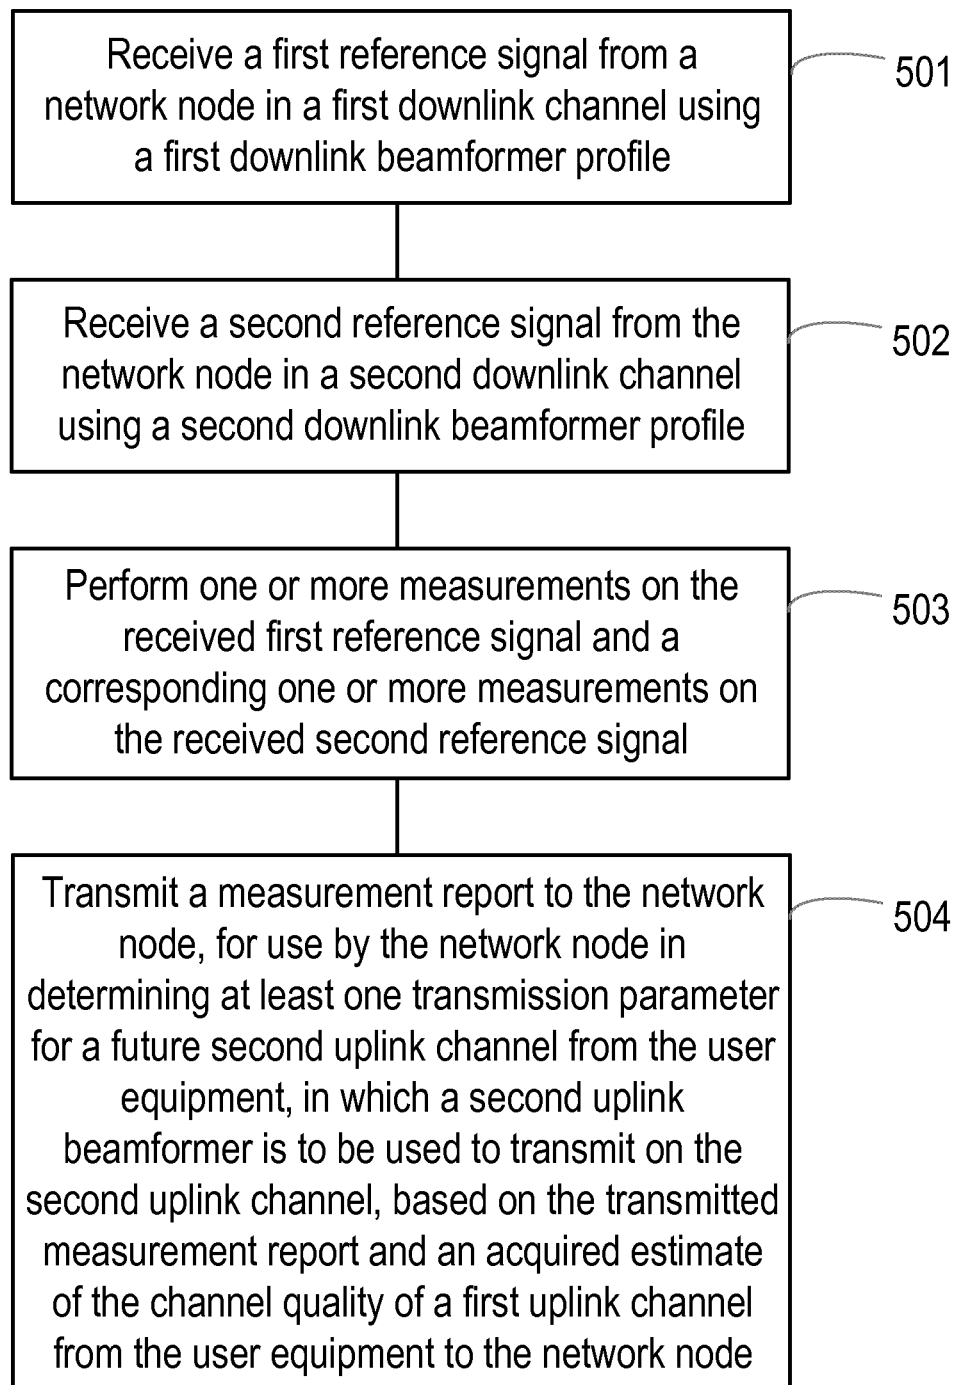 Receive a first reference signal from a
network node in a first downlink channel using
a first downlink beamformer profile
501
Receive a second reference signal from the
network node in a second downlink channel
using a second downlink beamformer profile
502
Perform one or more measurements on the
received first reference signal and a
corresponding one or more measurements on
the received second reference signal
503
Transmit a measurement report to the network
node, for use by the network node in
determining at least one transmission parameter
for a future second uplink channel from the user
equipment, in which a second uplink
beamformer is to be used to transmit on the
second uplink channel, based on the transmitted
measurement report and an acquired estimate
of the channel quality of a first uplink channel
from the user equipment to the network node
504